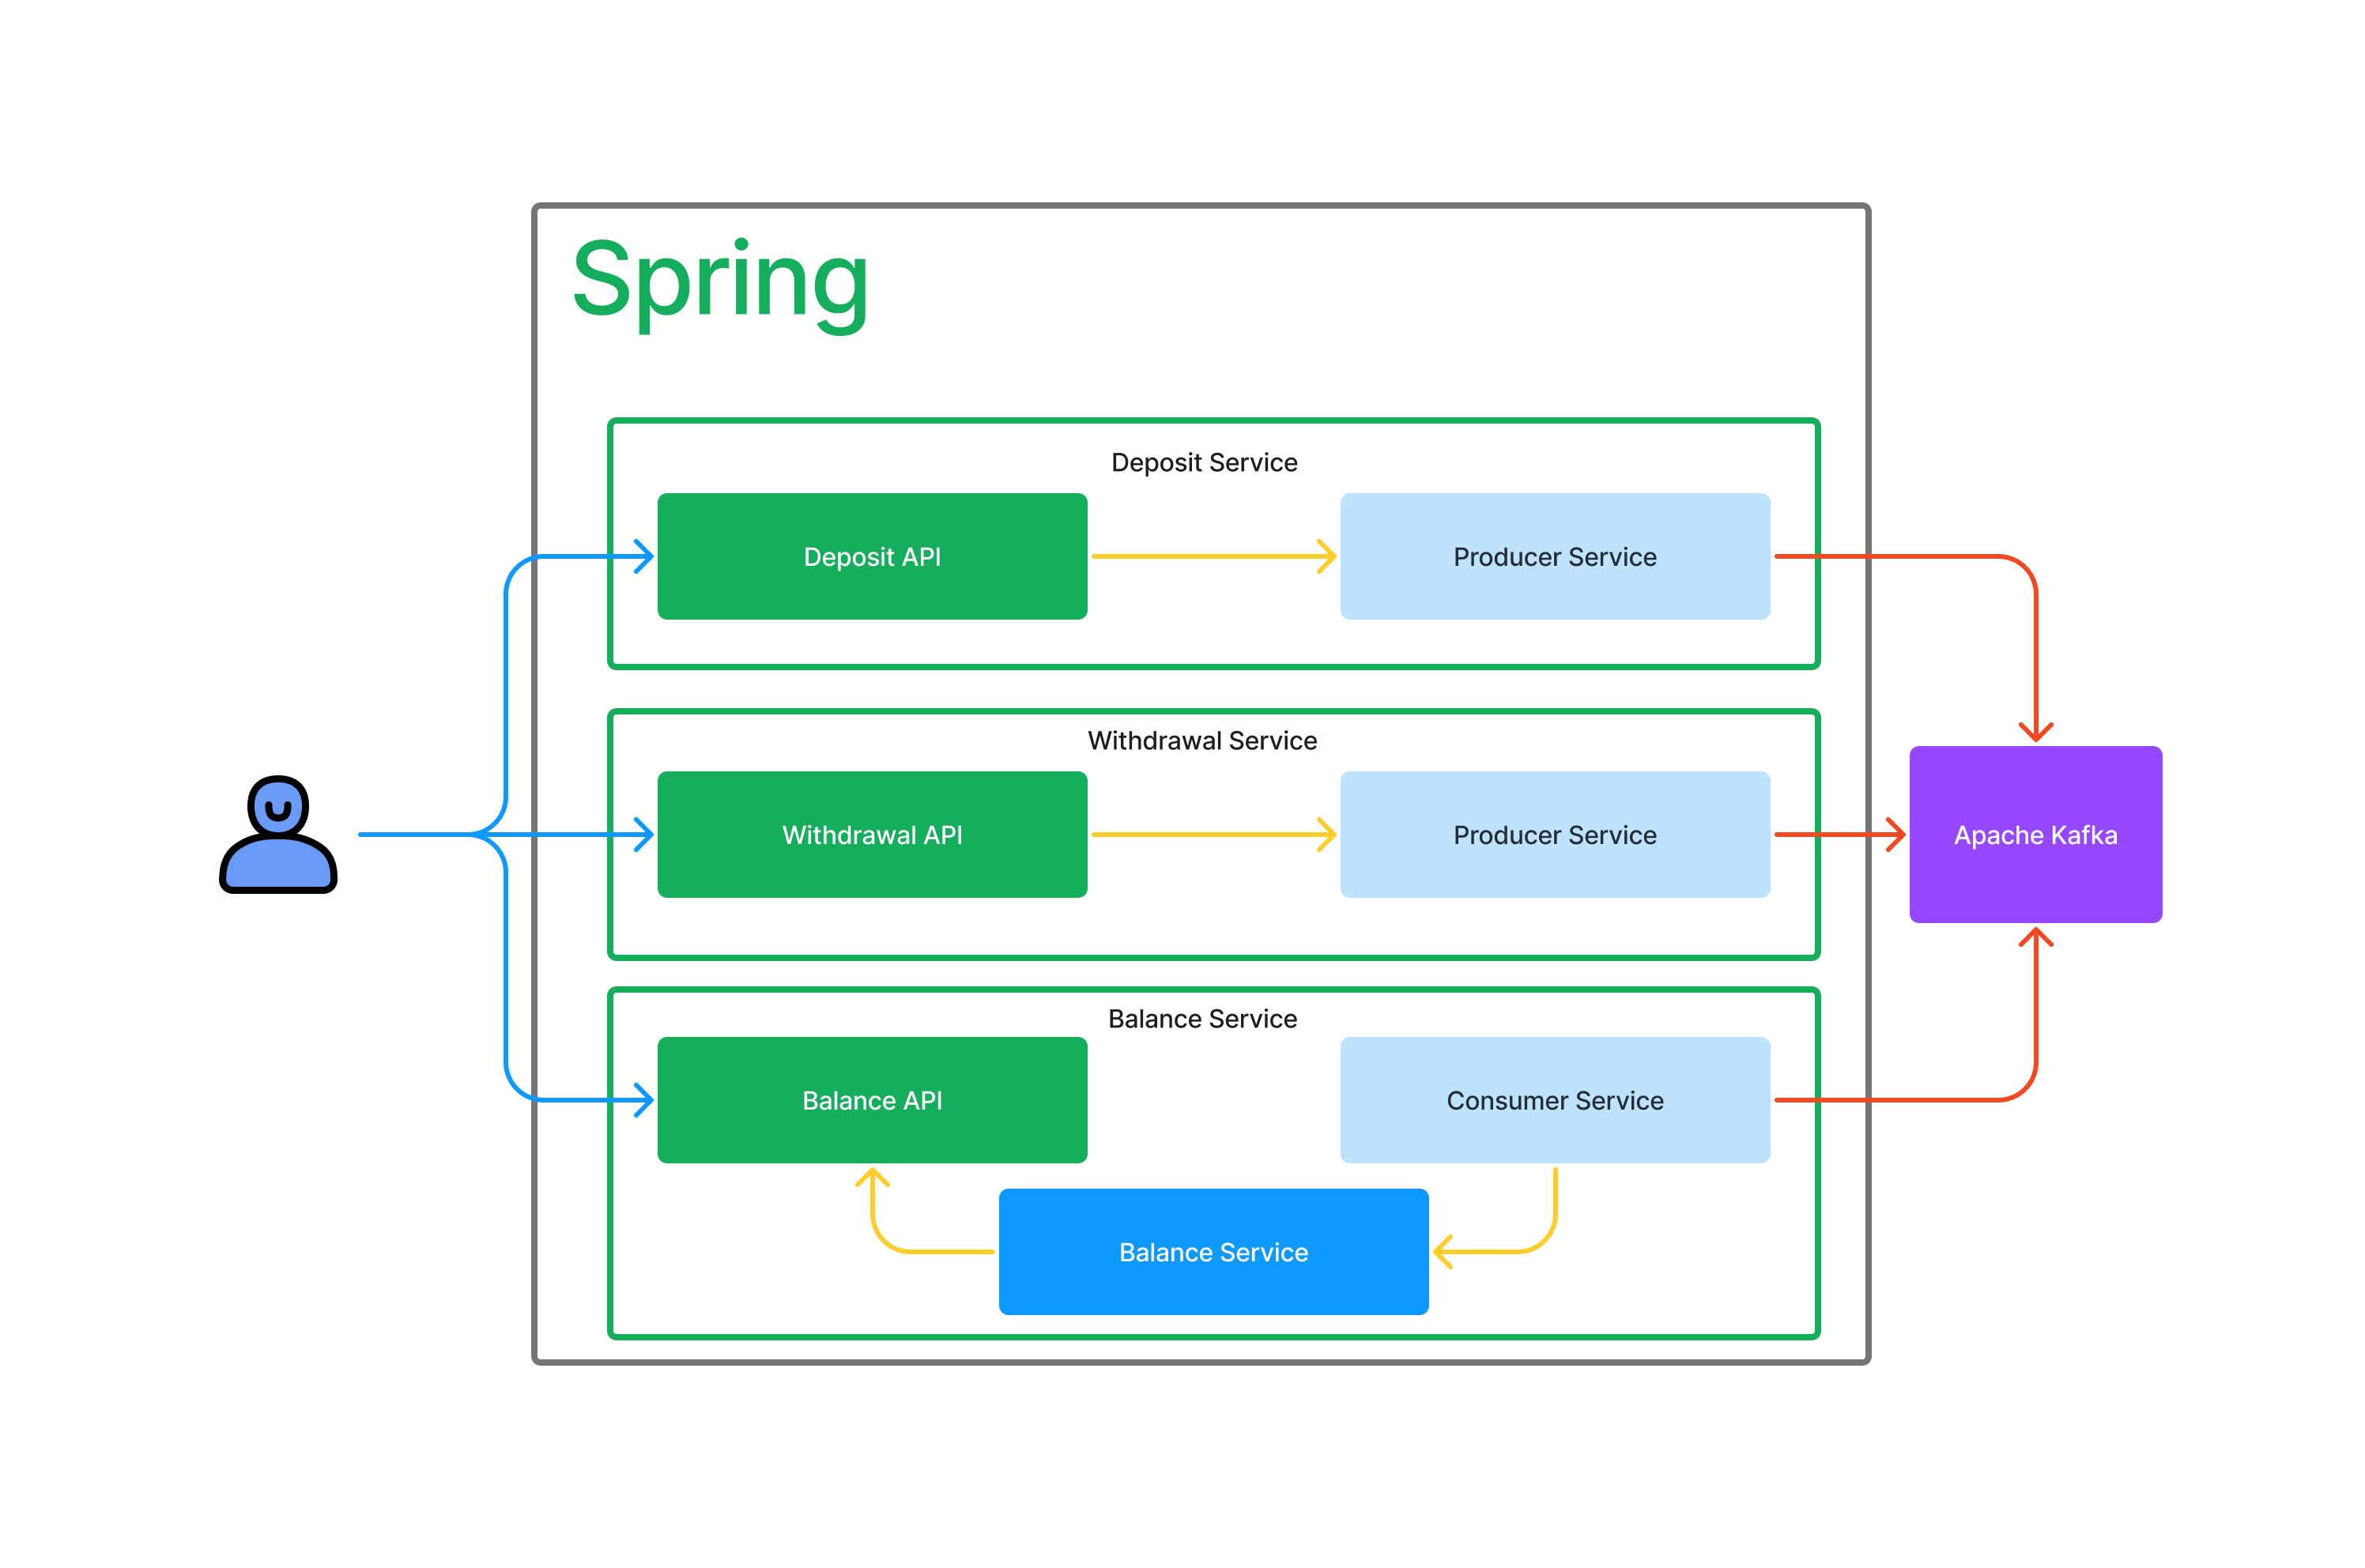 Spring
Deposit Service
Deposit API
Producer Service
Withdrawal Service
Withdrawal API
Producer Service
Apache Kafka
Balance Service
Balance API
Consumer Service
Balance Service